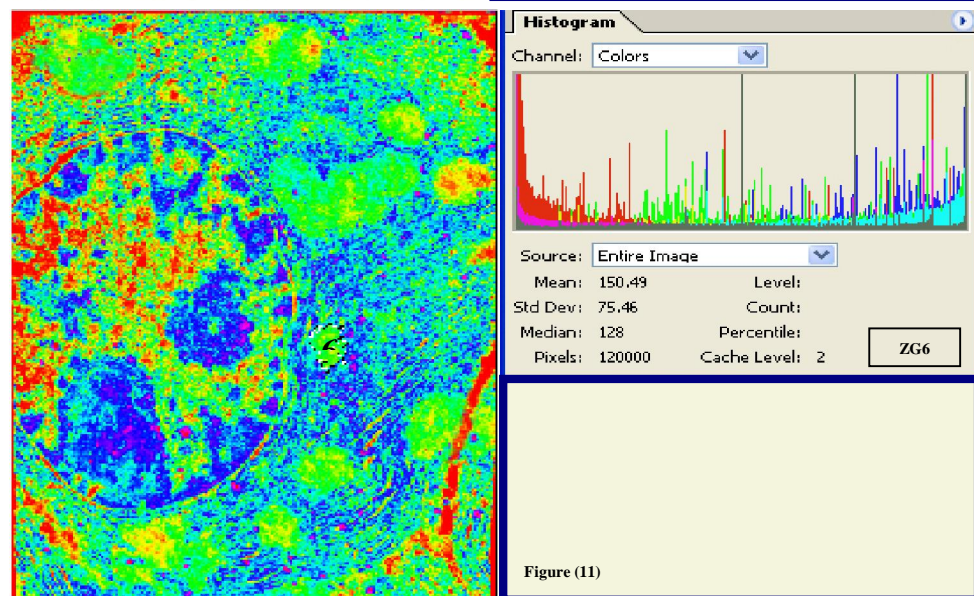 Histogram
Channel: Colors
Source: Entire Image
Mean: 150.49 Level:
Std Dev: 75.46 Count:
Median: 128 Percentile:
Pixels: 120000 Cache Level: 2
ZG6
6
Figure (11)